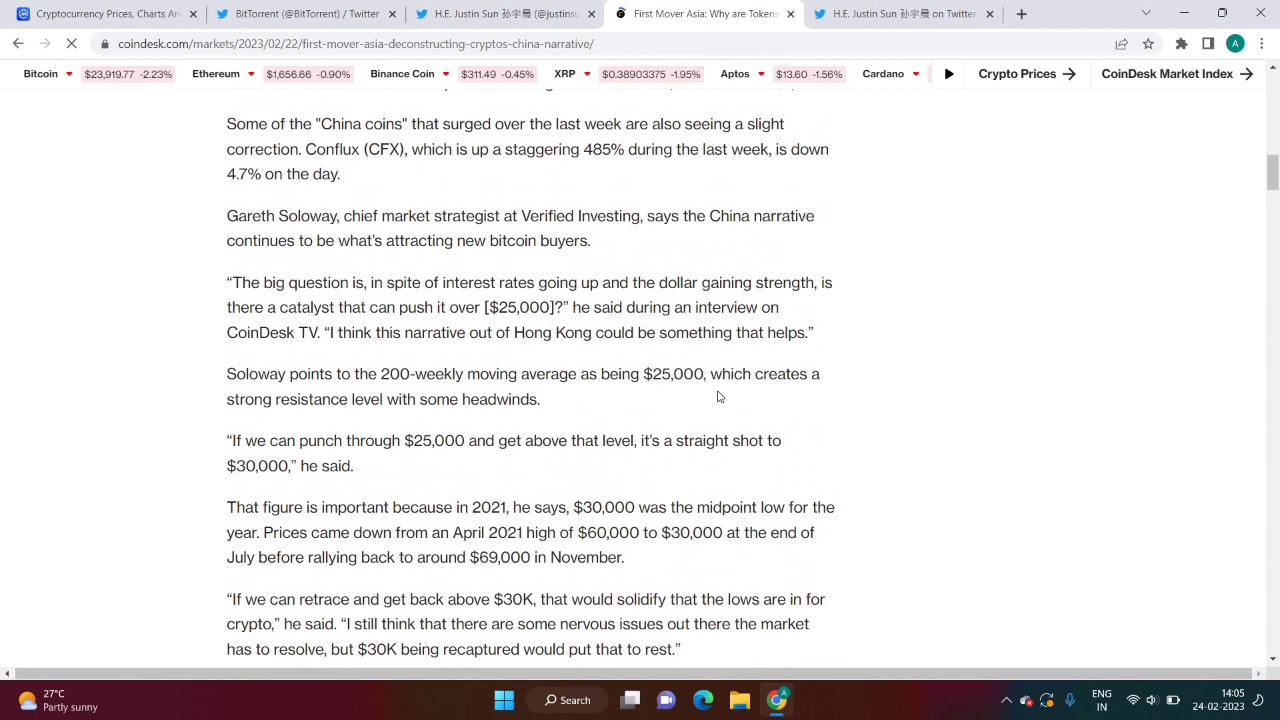 Cryptocurrency Prices, Charts An
BitTorrent (@BitTorrent) / Twitter
H.E. Justin Sun 孙宇晨 (@justinsu
First Mover Asia: Why are Tokens
H.E. Justin Sun 孙宇晨 on Twitter
coindesk.com/markets/2023/02/22/first-mover-asia-deconstructing-cryptos-china-narrative/
A
Bitcoin $23,919.77 -2.23% Ethereum $1,656.66 -0.90% Binance Coin $311.49 -0.45% XRP $0.38903375 -1.95% Aptos $13.60 -1.56% Cardano
Crypto Prices
CoinDesk Market Index
Some of the "China coins" that surged over the last week are also seeing a slight
correction. Conflux (CFX), which is up a staggering 485% during the last week, is down
4.7% on the day.
Gareth Soloway, chief market strategist at Verified Investing, says the China narrative
continues to be what’s attracting new bitcoin buyers.
“The big question is, in spite of interest rates going up and the dollar gaining strength, is
there a catalyst that can push it over [$25,000]?” he said during an interview on
CoinDesk TV. “I think this narrative out of Hong Kong could be something that helps.”
Soloway points to the 200-weekly moving average as being $25,000, which creates a
strong resistance level with some headwinds.
“If we can punch through $25,000 and get above that level, it’s a straight shot to
$30,000,” he said.
That figure is important because in 2021, he says, $30,000 was the midpoint low for the
year. Prices came down from an April 2021 high of $60,000 to $30,000 at the end of
July before rallying back to around $69,000 in November.
“If we can retrace and get back above $30K, that would solidify that the lows are in for
crypto,” he said. “I still think that there are some nervous issues out there the market
has to resolve, but $30K being recaptured would put that to rest.”
27°C
Partly sunny
Search
A
ENG
IN
14:05
24-02-2023